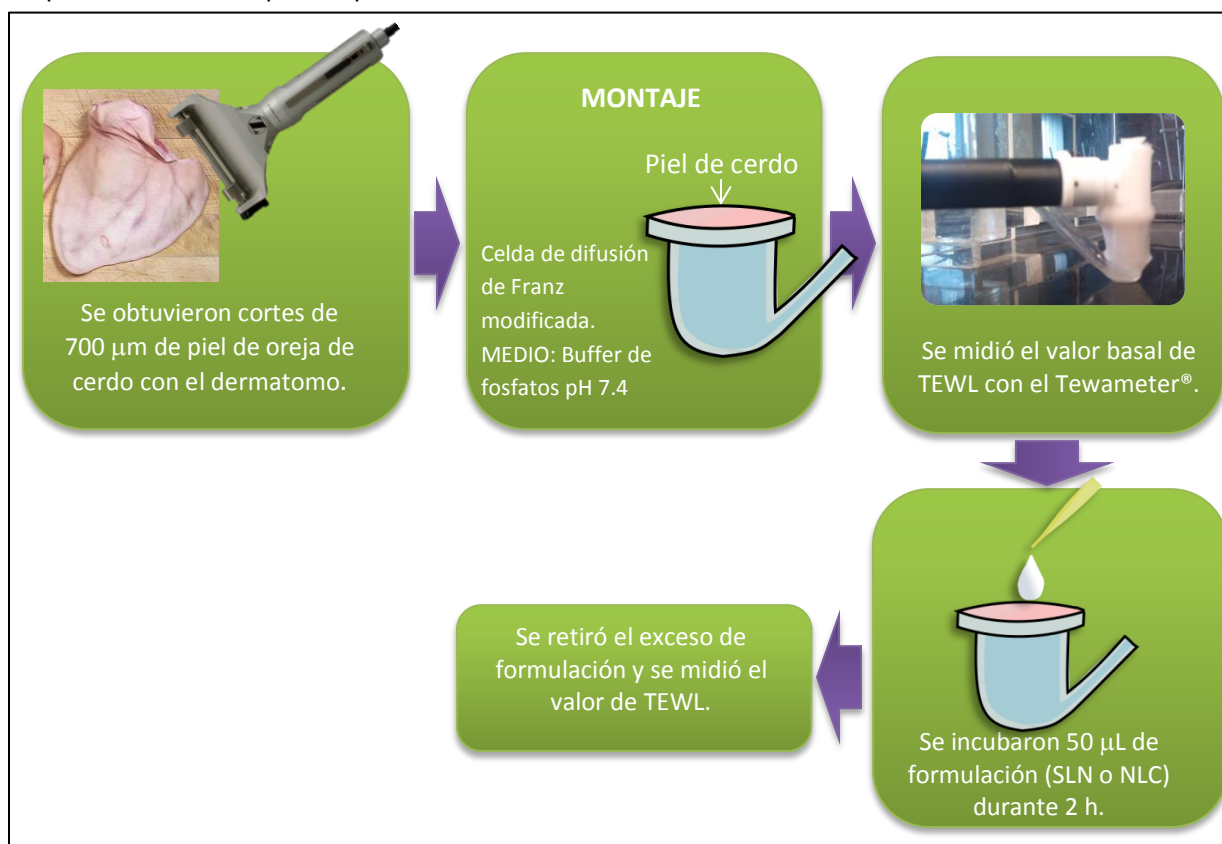 Se obtuvieron cortes de
700 μm de piel de oreja de
cerdo con el dermatomo.
MONTAJE
Piel de cerdo
Celda de difusión
de Franz
modificada.
MEDIO: Buffer de
fosfatos pH 7.4
Se midió el valor basal de
TEWL con el Tewameter®.
Se incubaron 50 μL de
formulación (SLN o NLC)
durante 2 h.
Se retiró el exceso de
formulación y se midió el
valor de TEWL.